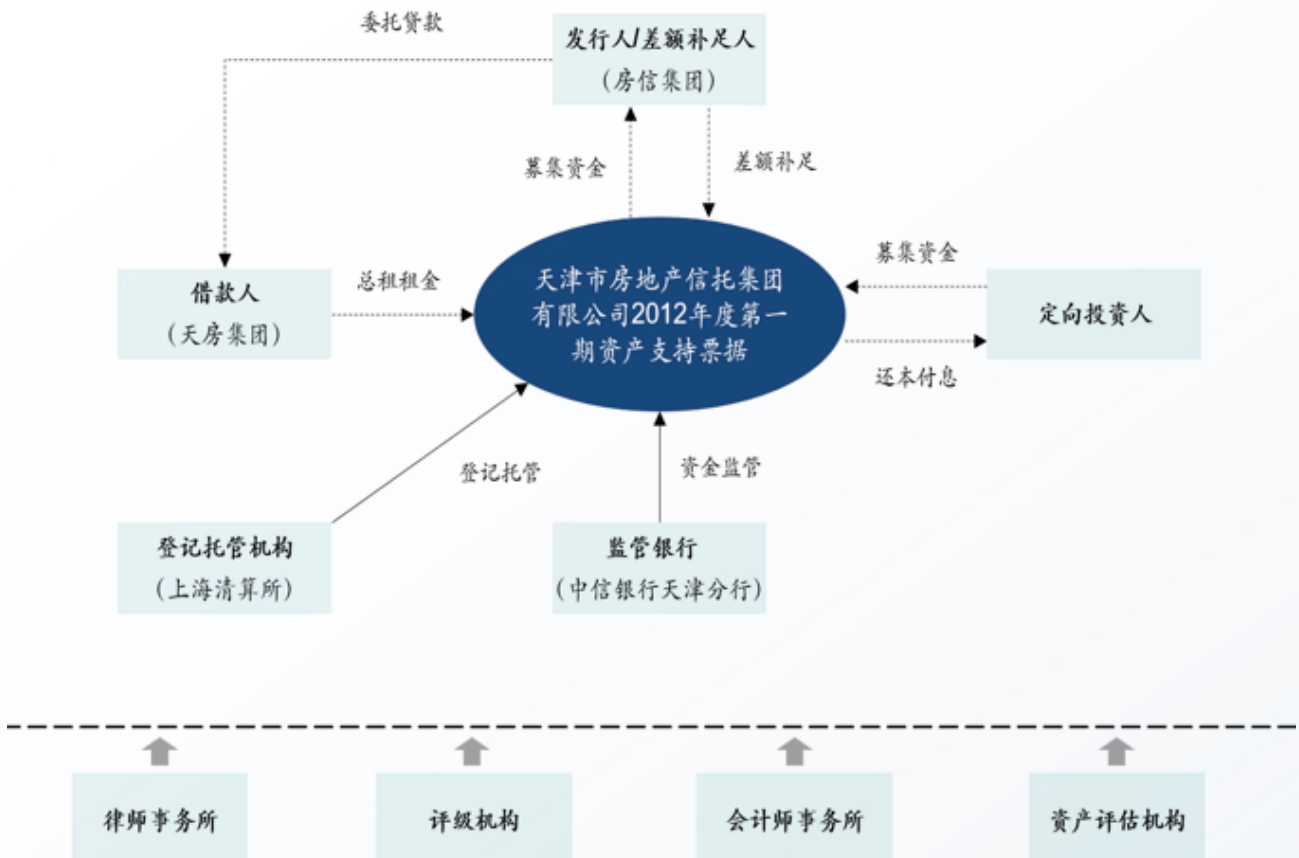 委托贷款
发行人/差额补足人
(房信集团)
募集资金
差额补足
借款人
(天房集团)
总租租金
天津市房地产信托集团
有限公司2012年度第一
期资产支持票据
募集资金
还本付息
定向投资人
登记托管
资金监管
登记托管机构
(上海清算所)
监管银行
(中信银行天津分行)
律师事务所
评级机构
会计师事务所
资产评估机构